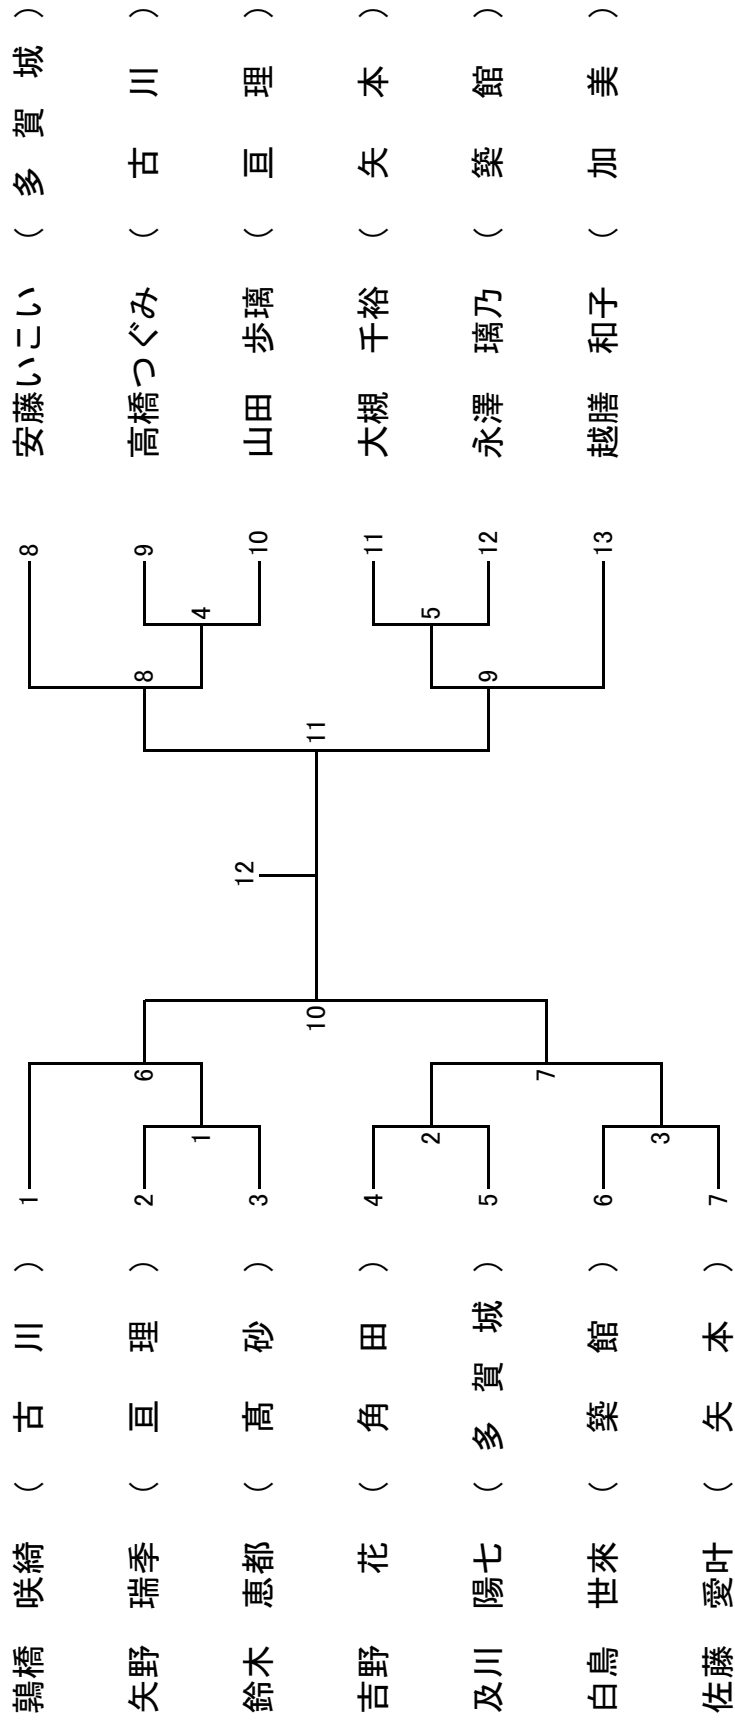 鶉橋 咲綺 （ 古 川 ） 1
矢野 瑞季 （ 亘 理 ） 2
鈴木 恵都 （ 髙 砂 ） 3
吉野 花 （ 角 田 ） 4
及川 陽七 （ 多 賀 城 ） 5
白鳥 世來 （ 築 館 ） 6
佐藤 愛叶 （ 矢 本 ） 7
1
2
3
6
7
10
12
11
8
9
4
5
8 安藤いこい （ 多 賀 城 ）
9 高橋つぐみ （ 古 川 ）
10 山田 歩璃 （ 亘 理 ）
11 大槻 千裕 （ 矢 本 ）
12 永澤 璃乃 （ 築 館 ）
13 越膳 和子 （ 加 美 ）